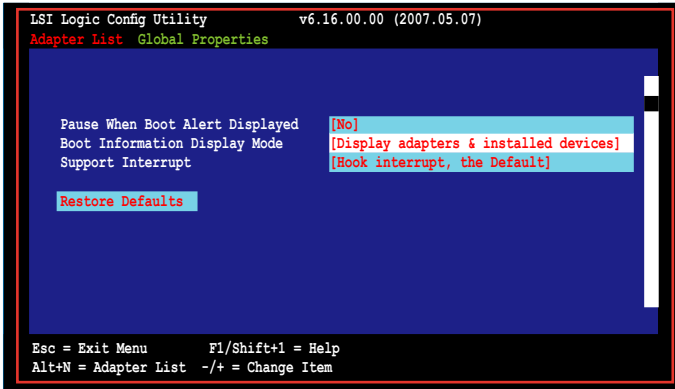 LSI Logic Config Utility v6.16.00.00 (2007.05.07)
Adapter List Global Properties
Pause When Boot Alert Displayed [No]
Boot Information Display Mode [Display adapters & installed devices]
Support Interrupt [Hook interrupt, the Default]
Restore Defaults
Esc = Exit Menu F1/Shift+1 = Help
Alt+N = Adapter List -/+ = Change Item